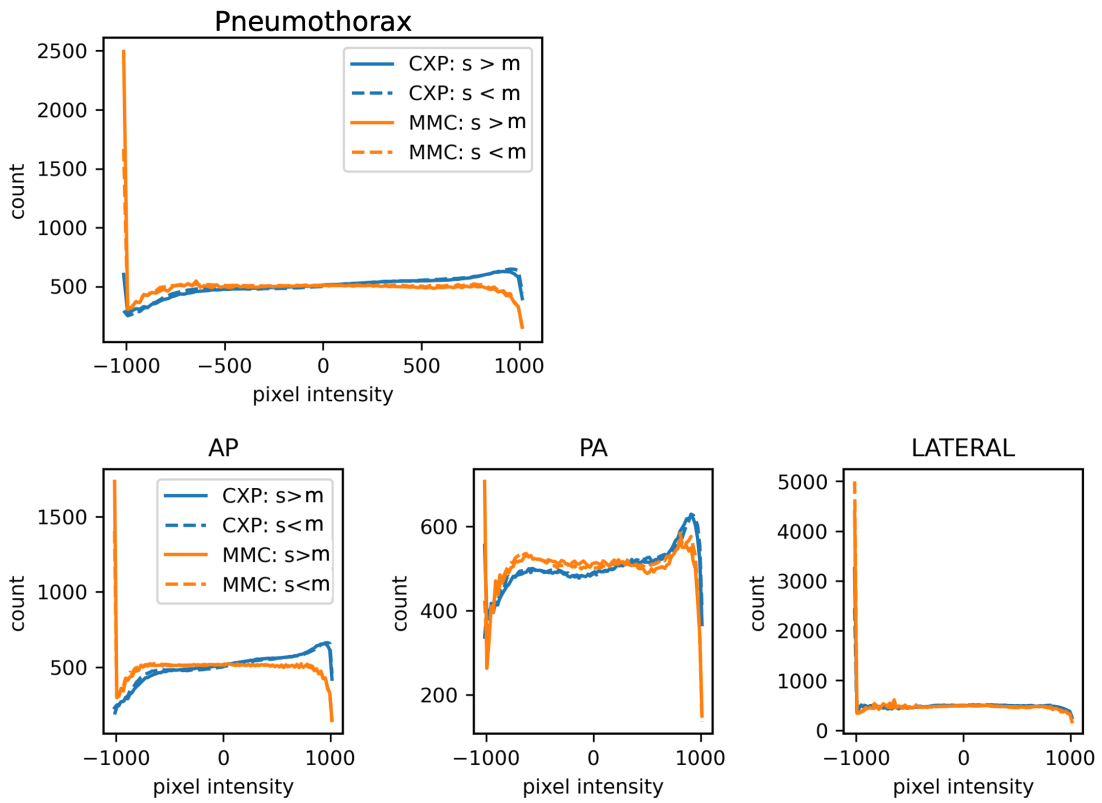 Pneumothorax
2500
2000
1500
1000
500
count
CXP: s > m
CXP: s < m
MMC: s > m
MMC: s < m
−1000 −500 0 500 1000
pixel intensity
AP
1500
1000
500
count
CXP: s>m
CXP: s<m
MMC: s>m
MMC: s<m
−1000 0 1000
pixel intensity
PA
600
400
200
count
−1000 0 1000
pixel intensity
LATERAL
5000
4000
3000
2000
1000
0
count
−1000 0 1000
pixel intensity